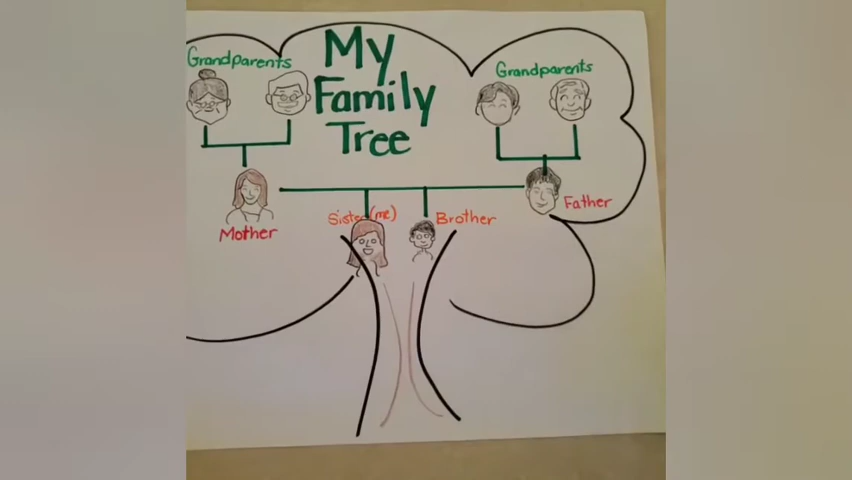 Grandparents
My
Family
Tree
Grandparents
Mother
Sister(me)
Brother
Father